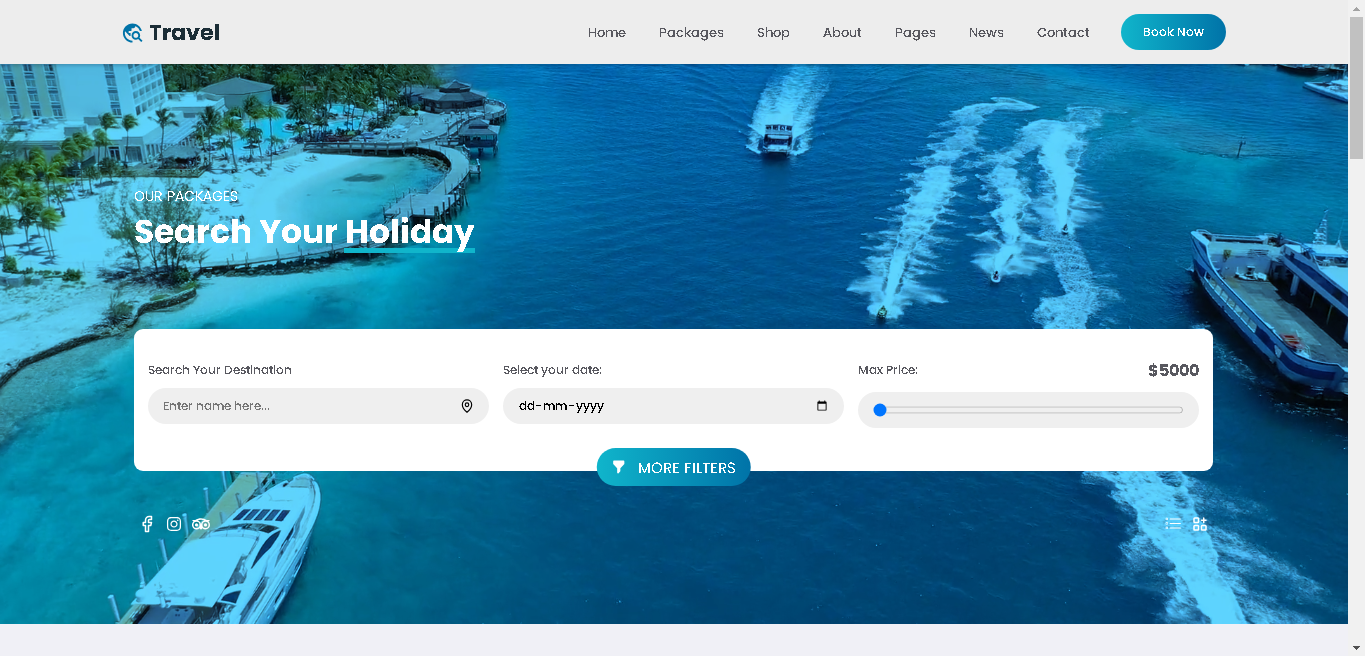 Travel
Home Packages Shop About Pages News Contact Book Now
OUR PACKAGES
Search Your Holiday
Search Your Destination
Select your date:
Max Price:
$5000
Enter name here...
dd-mm-yyyy
MORE FILTERS